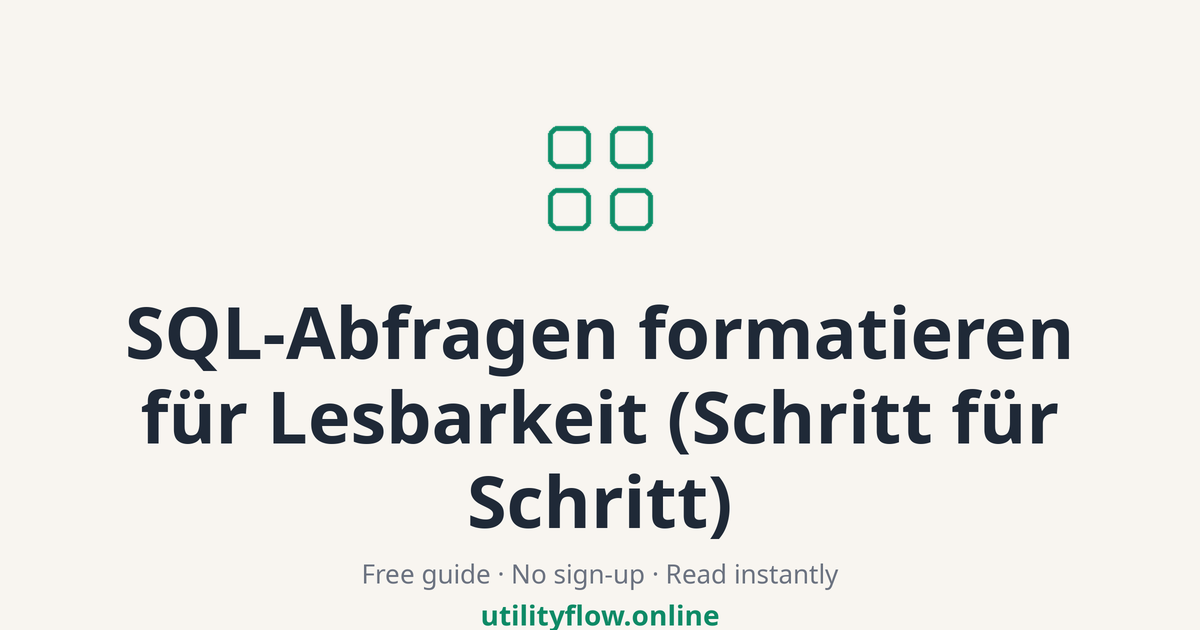 SQL-Abfragen formatieren
für Lesbarkeit (Schritt für
Schritt)
Free guide · No sign-up · Read instantly
utilityflow.online